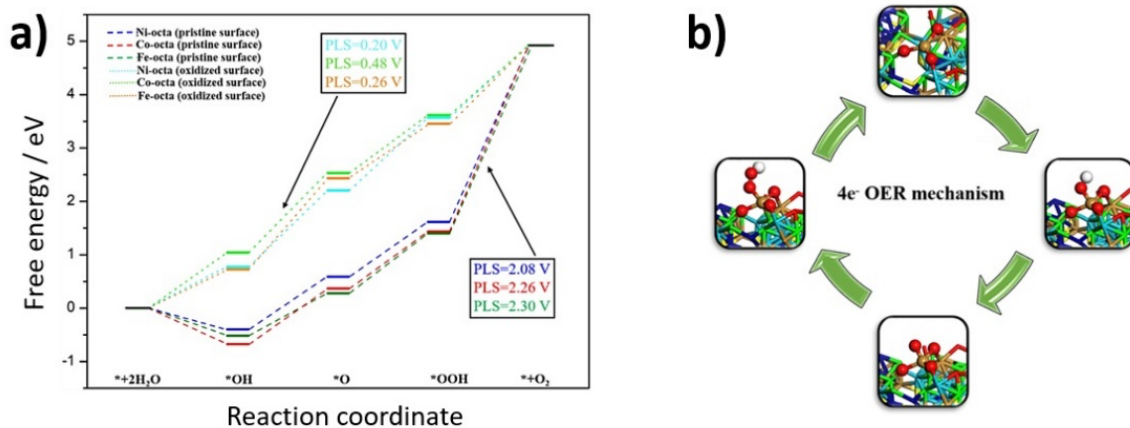 a)
Ni-octa (pristine surface)
Co-octa (pristine surface)
Fe-octa (pristine surface)
Ni-octa (oxidized surface)
Co-octa (oxidized surface)
Fe-octa (oxidized surface)
PLS=0.20 V
PLS=0.48 V
PLS=0.26 V
PLS=2.08 V
PLS=2.26 V
PLS=2.30 V
Free energy / eV
5
4
3
2
1
0
-1
*+2H₂O *OH *O *OOH *+O₂
Reaction coordinate
b)
4e⁻ OER mechanism